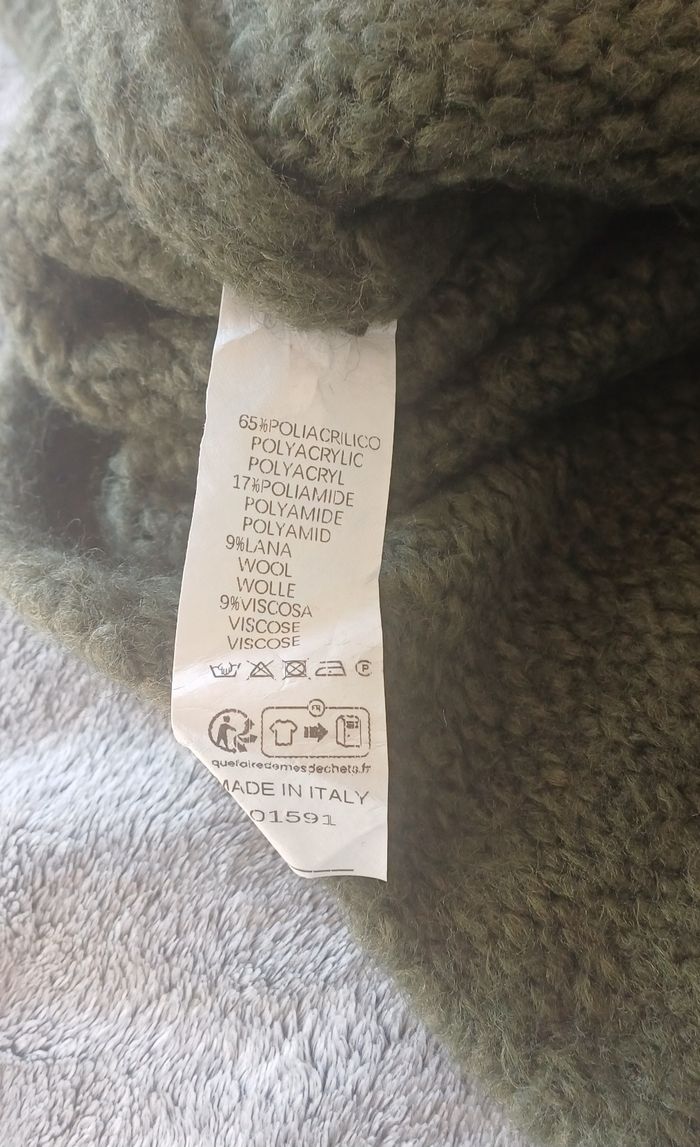 65%POLIACRILICO
POLYACRYLIC
POLYACRYL
17%POLIAMIDE
POLYAMIDE
POLYAMID
9%LANA
WOOL
WOLLE
9%VISCOSA
VISCOSE
VISCOSE
P
FR
quefairedemesdechets.fr
MADE IN ITALY
01591